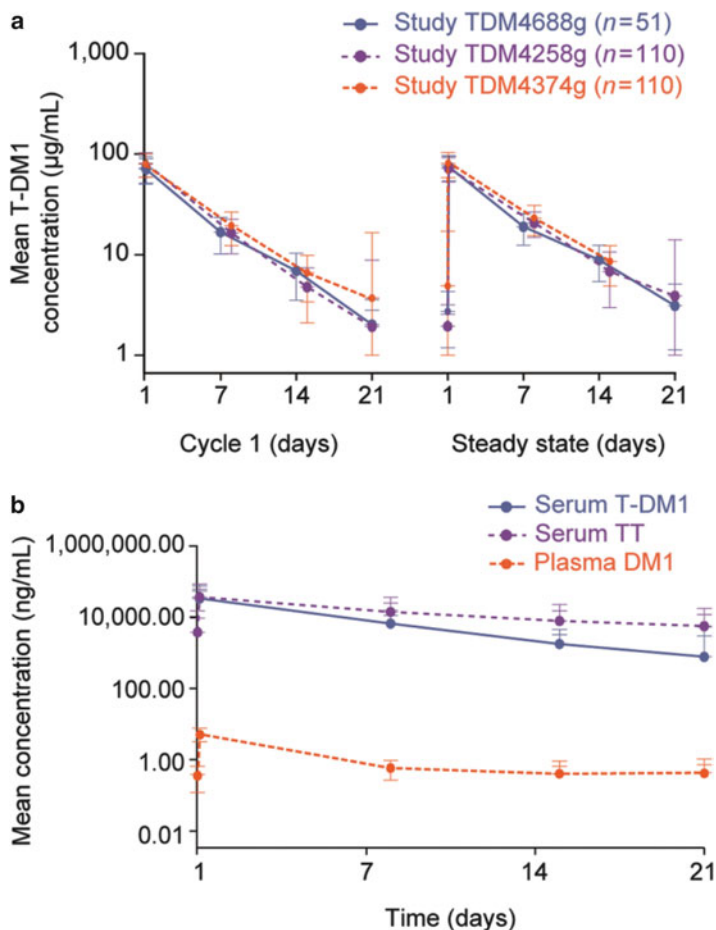 a
Study TDM4688g (n=51)
Study TDM4258g (n=110)
Study TDM4374g (n=110)
Mean T-DM1
concentration (µg/mL)
1,000
100
10
1
1 7 14 21 1 7 14 21
Cycle 1 (days) Steady state (days)
b
Serum T-DM1
Serum TT
Plasma DM1
Mean concentration (ng/mL)
1,000,000.00
10,000.00
100.00
1.00
0.01
1 7 14 21
Time (days)